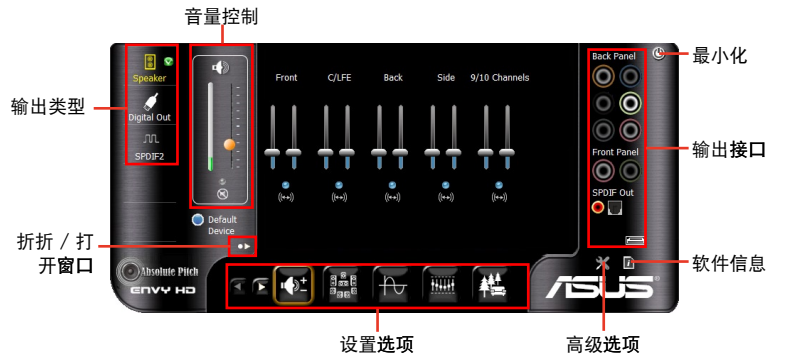 音量控制
输出类型
折折 / 打
开窗口
最小化
输出接口
软件信息
高级选项
设置选项
Speaker
Digital Out
SPDIF2
Default
Device
Front
C/LFE
Back
Side
9/10 Channels
Back Panel
Front Panel
SPDIF Out
Absolute Pitch
ENVY HD
ASUS